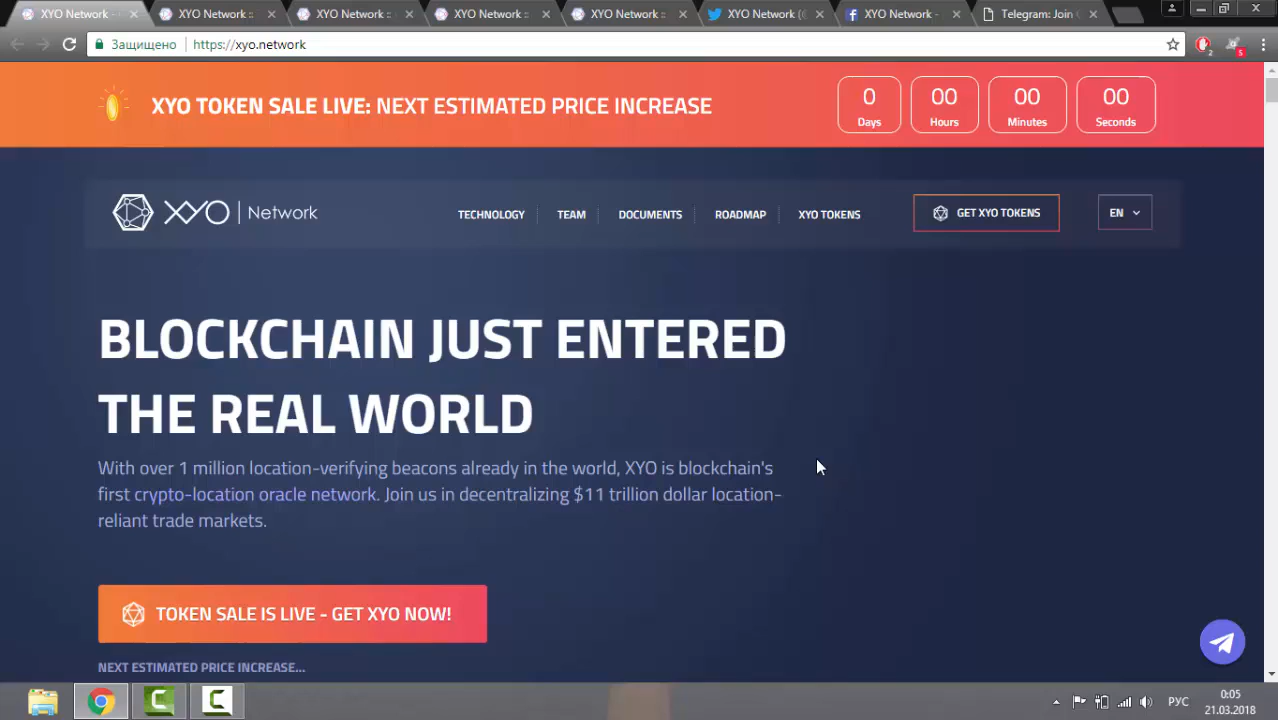 XYO Network -
XYO Network ::
XYO Network ::
XYO Network ::
XYO Network ::
XYO Network (@
XYO Network -
Telegram: Join
Защищено
https://xyo.network
2
5
XYO TOKEN SALE LIVE: NEXT ESTIMATED PRICE INCREASE
0
Days
00
Hours
00
Minutes
00
Seconds
XYO | Network
TECHNOLOGY
TEAM
DOCUMENTS
ROADMAP
XYO TOKENS
GET XYO TOKENS
EN
BLOCKCHAIN JUST ENTERED
THE REAL WORLD
With over 1 million location-verifying beacons already in the world, XYO is blockchain's
first crypto-location oracle network. Join us in decentralizing $11 trillion dollar location-
reliant trade markets.
TOKEN SALE IS LIVE - GET XYO NOW!
NEXT ESTIMATED PRICE INCREASE...
РУС
0:05
21.03.2018